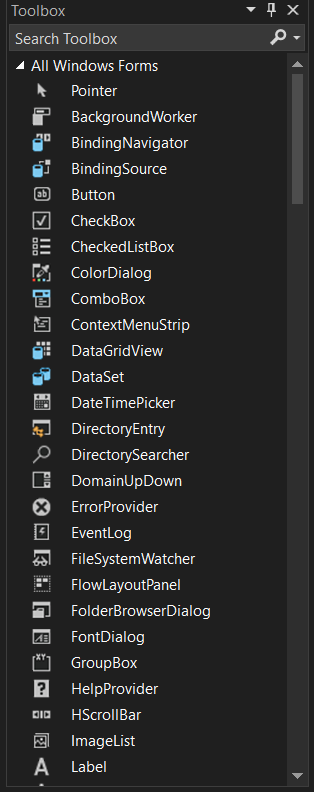 Toolbox
Search Toolbox
All Windows Forms
Pointer
BackgroundWorker
BindingNavigator
BindingSource
Button
CheckBox
CheckedListBox
ColorDialog
ComboBox
ContextMenuStrip
DataGridView
DataSet
DateTimePicker
DirectoryEntry
DirectorySearcher
DomainUpDown
ErrorProvider
EventLog
FileSystemWatcher
FlowLayoutPanel
FolderBrowserDialog
FontDialog
GroupBox
HelpProvider
HScrollBar
ImageList
Label